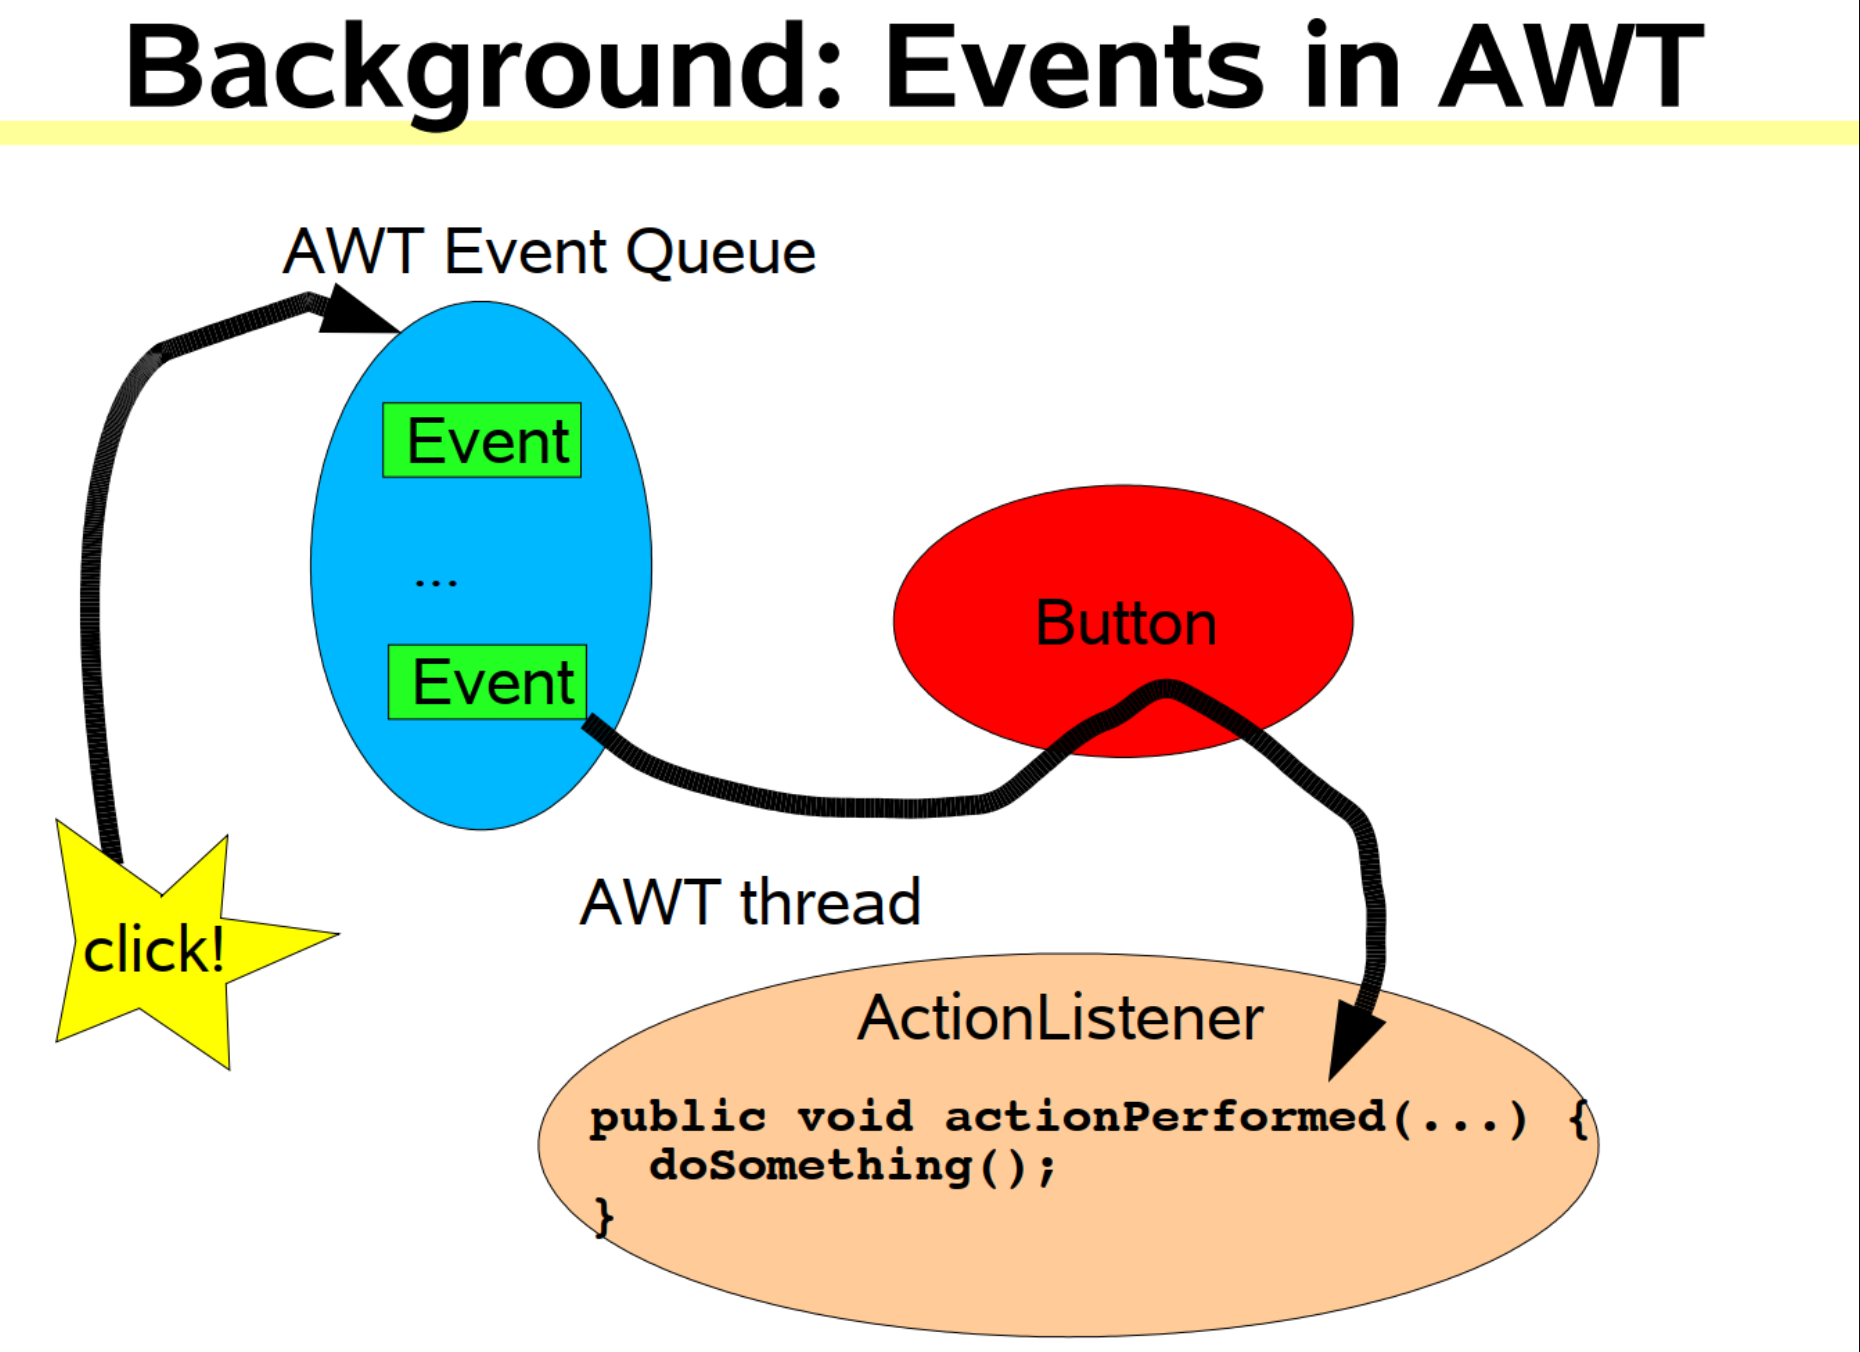 Background: Events in AWT
AWT Event Queue
Event
...
Event
Button
click!
AWT thread
ActionListener
public void actionPerformed(...) {
  doSomething();
}